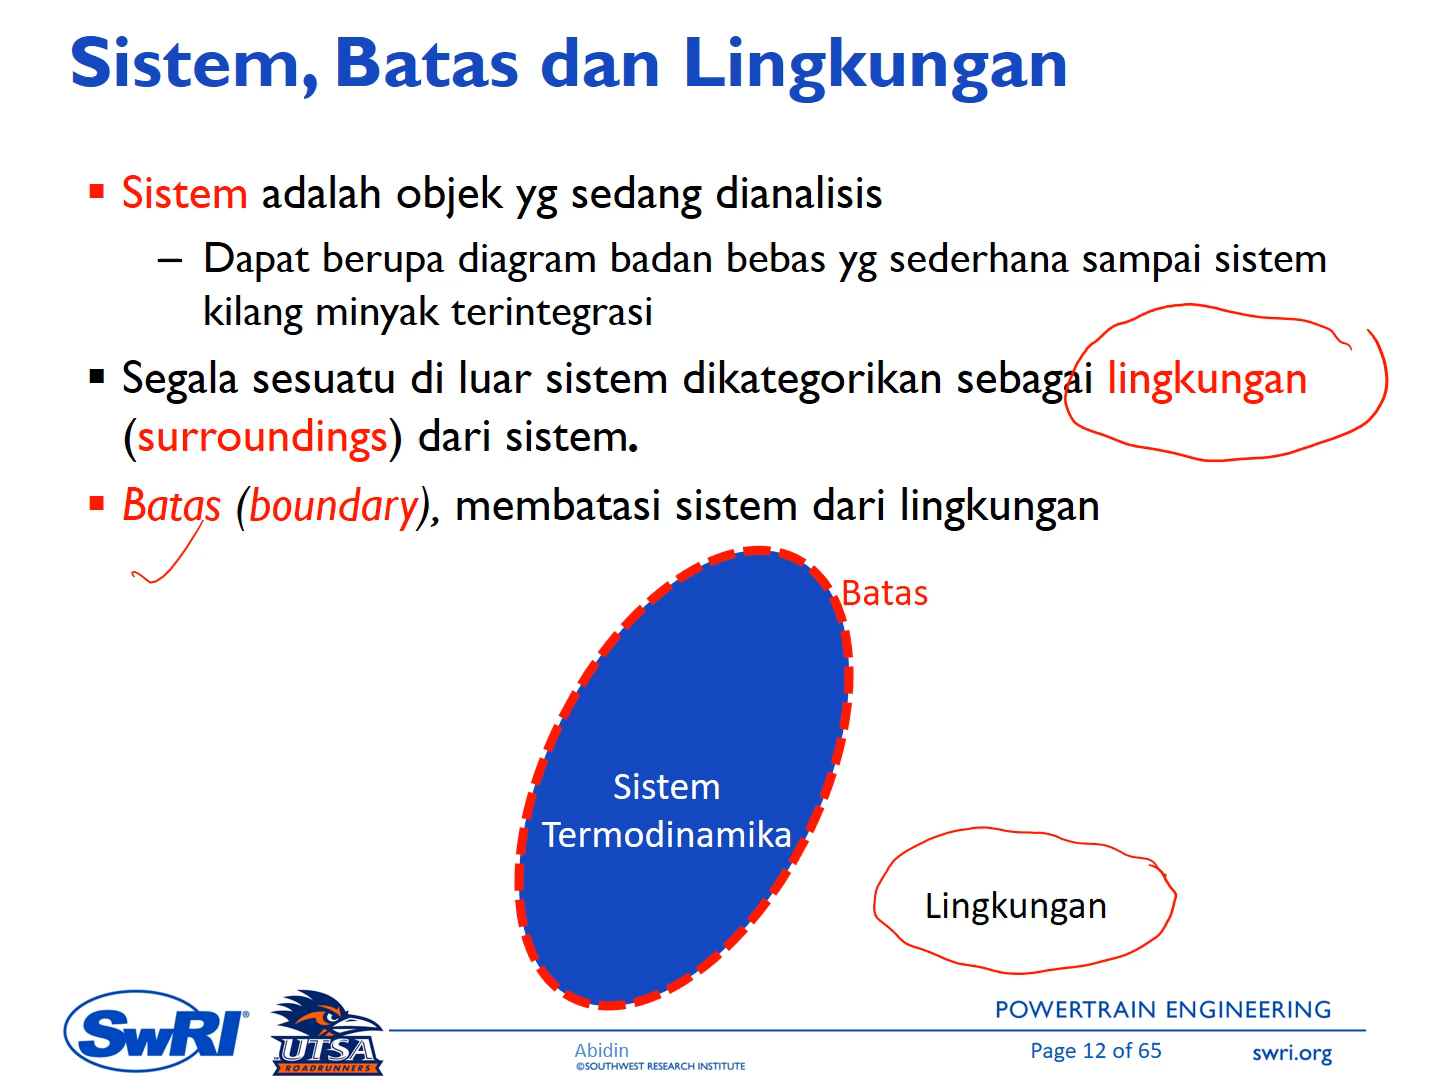 Sistem, Batas dan Lingkungan
▪ Sistem adalah objek yg sedang dianalisis
– Dapat berupa diagram badan bebas yg sederhana sampai sistem
kilang minyak terintegrasi
▪ Segala sesuatu di luar sistem dikategorikan sebagai lingkungan
(surroundings) dari sistem.
▪ Batas (boundary), membatasi sistem dari lingkungan
Batas
Sistem
Termodinamika
Lingkungan
SwRI®
UTSA
ROADRUNNERS
Abidin
©SOUTHWEST RESEARCH INSTITUTE
POWERTRAIN ENGINEERING
Page 12 of 65
swri.org